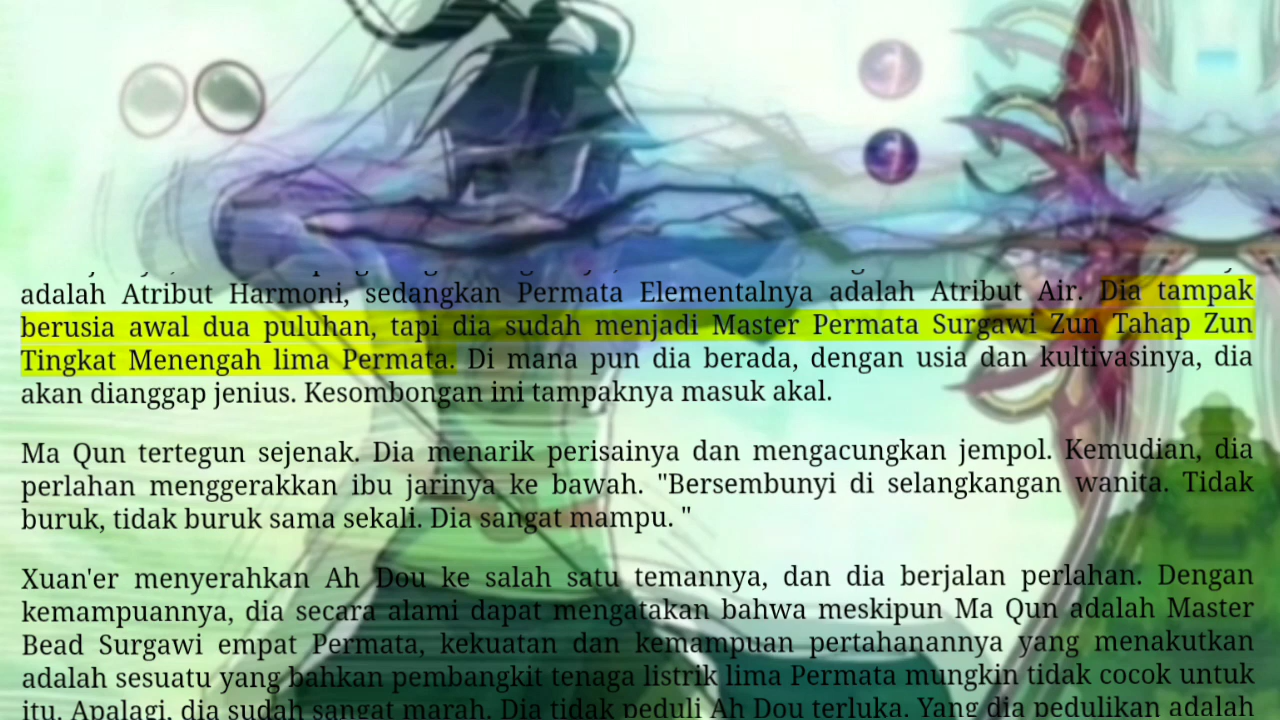 adalah Atribut Harmoni, sedangkan Permata Elementalnya adalah Atribut Air. Dia tampak
berusia awal dua puluhan, tapi dia sudah menjadi Master Permata Surgawi Zun Tahap Zun
Tingkat Menengah lima Permata. Di mana pun dia berada, dengan usia dan kultivasinya, dia
akan dianggap jenius. Kesombongan ini tampaknya masuk akal.
Ma Qun tertegun sejenak. Dia menarik perisainya dan mengacungkan jempol. Kemudian, dia
perlahan menggerakkan ibu jarinya ke bawah. "Bersembunyi di selangkangan wanita. Tidak
buruk, tidak buruk sama sekali. Dia sangat mampu. "
Xuan'er menyerahkan Ah Dou ke salah satu temannya, dan dia berjalan perlahan. Dengan
kemampuannya, dia secara alami dapat mengatakan bahwa meskipun Ma Qun adalah Master
Bead Surgawi empat Permata, kekuatan dan kemampuan pertahanannya yang menakutkan
adalah sesuatu yang bahkan pembangkit tenaga listrik lima Permata mungkin tidak cocok untuk
itu. Apalagi, dia sudah sangat marah. Dia tidak peduli Ah Dou terluka. Yang dia pedulikan adalah